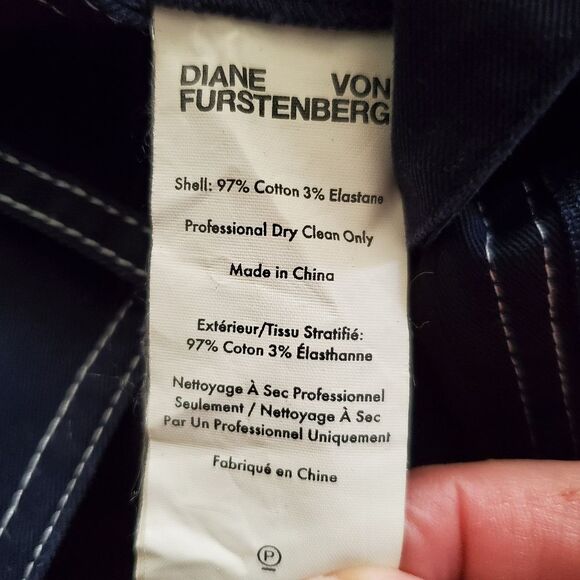 DIANE VON
FURSTENBERG
Shell: 97% Cotton 3% Elastane
Professional Dry Clean Only
Made in China
Extérieur/Tissu Stratifié:
97% Coton 3% Élasthanne
Nettoyage À Sec Professionnel
Seulement / Nettoyage À Sec
Par Un Professionnel Uniquement
Fabriqué en Chine
P